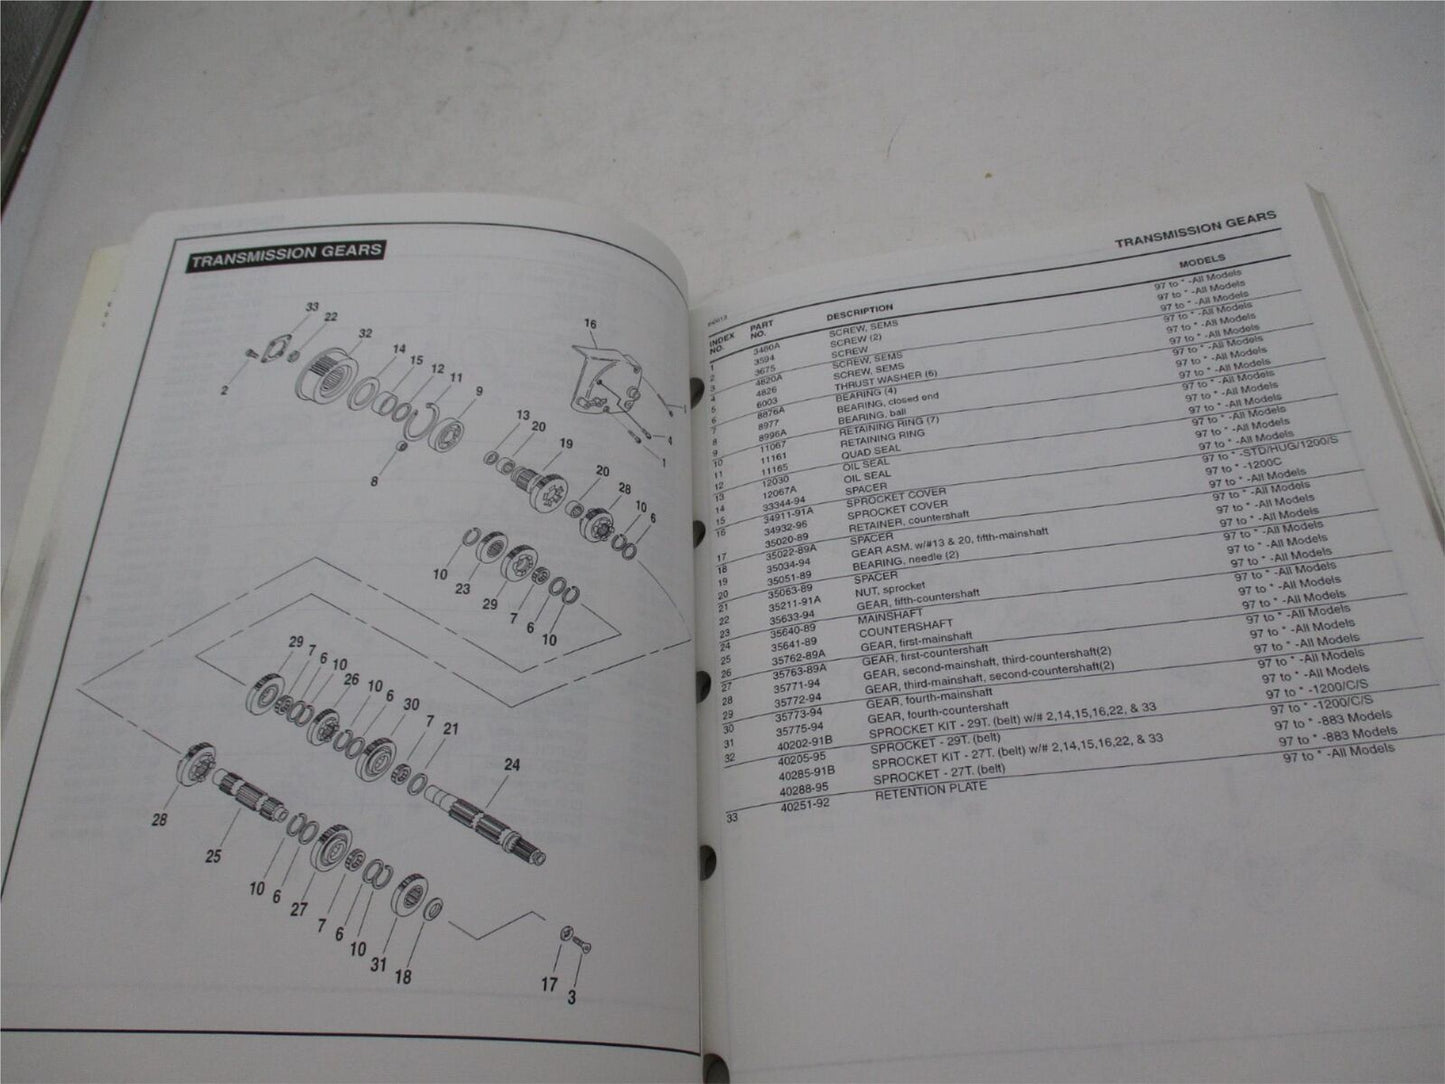 TRANSMISSION GEARS
33
22
32
16
14
15
12
11
9
2
1
13
20
4
19
1
8
20
28
10
6
10
23
29
7
6
10
29
7
6
10
26
10
6
30
7
21
24
28
25
10
6
27
7
6
10
31
18
17
3
TRANSMISSION GEARS
INDEX NO. PART NO. DESCRIPTION MODELS
1 3460A SCREW, SEMS 97 to * -All Models
2 3594 SCREW (2) 97 to * -All Models
3 3675 SCREW 97 to * -All Models
4 4820A SCREW, SEMS 97 to * -All Models
5 4826 SCREW, SEMS 97 to * -All Models
6 6003 THRUST WASHER (6) 97 to * -All Models
7 8876A BEARING (4) 97 to * -All Models
8 8977 BEARING, closed end 97 to * -All Models
9 8996A BEARING, ball 97 to * -All Models
10 11067 RETAINING RING (7) 97 to * -All Models
11 11161 RETAINING RING 97 to * -All Models
12 11165 QUAD SEAL 97 to * -All Models
13 12030 OIL SEAL 97 to * -All Models
14 12067A OIL SEAL 97 to * -All Models
15 33344-94 SPACER 97 to * -All Models
16 34911-91A SPROCKET COVER 97 to * -STD/HUG/1200/S
34932-96 SPROCKET COVER 97 to * -1200C
17 35020-89 RETAINER, countershaft 97 to * -All Models
18 35022-89A SPACER 97 to * -All Models
19 35034-94 GEAR ASM. w/#13 & 20, fifth-mainshaft 97 to * -All Models
20 35051-89 BEARING, needle (2) 97 to * -All Models
21 35063-89 SPACER 97 to * -All Models
22 35211-91A NUT, sprocket 97 to * -All Models
23 35633-94 GEAR, fifth-countershaft 97 to * -All Models
24 35640-89 MAINSHAFT 97 to * -All Models
25 35641-89 COUNTERSHAFT 97 to * -All Models
26 35762-89A GEAR, first-mainshaft 97 to * -All Models
27 35763-89A GEAR, first-countershaft 97 to * -All Models
28 35771-94 GEAR, second-mainshaft, third-countershaft(2) 97 to * -All Models
29 35772-94 GEAR, third-mainshaft, second-countershaft(2) 97 to * -All Models
30 35773-94 GEAR, fourth-mainshaft 97 to * -All Models
31 35775-94 GEAR, fourth-countershaft 97 to * -All Models
32 40202-91B SPROCKET KIT - 29T. (belt) w/# 2,14,15,16,22, & 33 97 to * -1200/C/S
40205-95 SPROCKET - 29T. (belt) 97 to * -1200/C/S
40285-91B SPROCKET KIT - 27T. (belt) w/# 2,14,15,16,22, & 33 97 to * -883 Models
40288-95 SPROCKET - 27T. (belt) 97 to * -883 Models
33 40251-92 RETENTION PLATE 97 to * -All Models